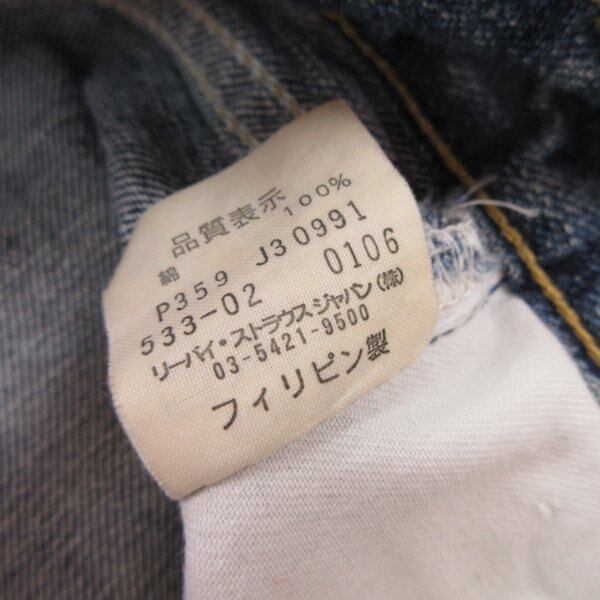 品質表示
綿 100%
P359 J30991
533-02 0106
リーバイ・ストラウスジャパン(株)
03-5421-9500
フィリピン製